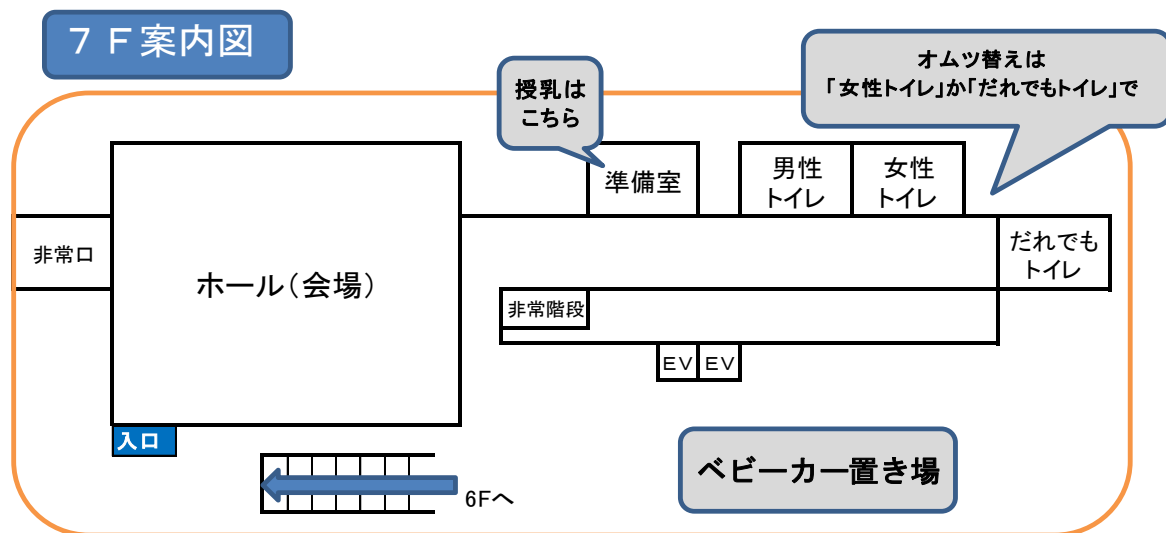 ７Ｆ案内図
授乳は
こちら
オムツ替えは
「女性トイレ」か「だれでもトイレ」で
準備室
男性
トイレ
女性
トイレ
非常口
ホール（会場）
だれでも
トイレ
非常階段
ＥＶ
ＥＶ
入口
6Fへ
ベビーカー置き場